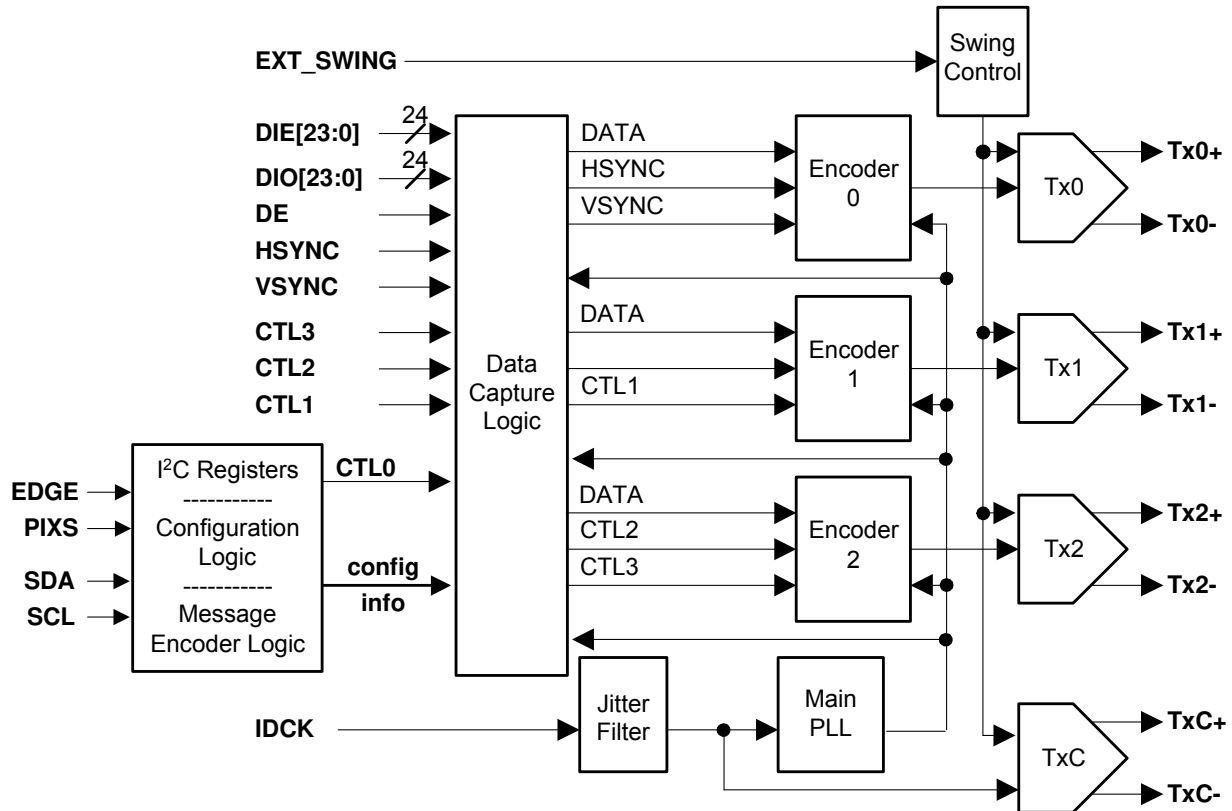 EXT_SWING
Swing
Control
DIE[23:0]
24
DIO[23:0]
24
DE
HSYNC
VSYNC
CTL3
CTL2
CTL1
Data
Capture
Logic
DATA
HSYNC
VSYNC
Encoder
0
Tx0
Tx0+
Tx0-
DATA
CTL1
Encoder
1
Tx1
Tx1+
Tx1-
DATA
CTL2
CTL3
Encoder
2
Tx2
Tx2+
Tx2-
EDGE
PIXS
SDA
SCL
I²C Registers
-----------
Configuration
Logic
-----------
Message
Encoder Logic
CTL0
config
info
IDCK
Jitter
Filter
Main
PLL
TxC
TxC+
TxC-